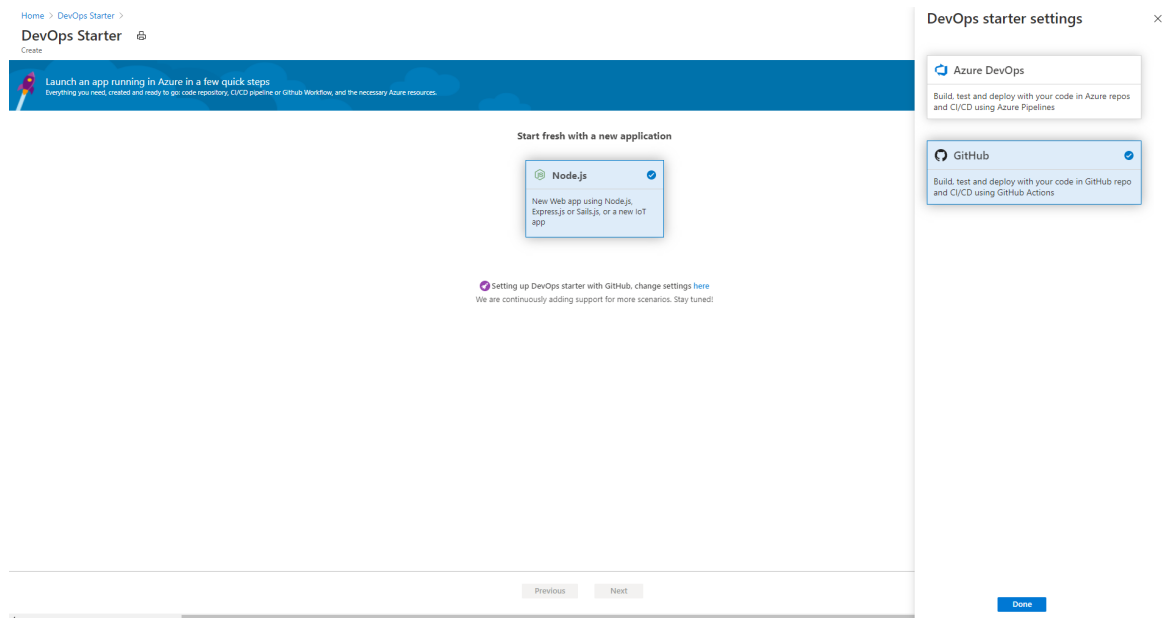 Home > DevOps Starter >
DevOps Starter
Create
Launch an app running in Azure in a few quick steps
Everything you need, created and ready to go: code repository, CI/CD pipeline or Github Workflow, and the necessary Azure resources.
Start fresh with a new application
Node.js
New Web app using Node.js,
Express.js or Sails.js, or a new IoT
app
Setting up DevOps starter with GitHub, change settings here
We are continuously adding support for more scenarios. Stay tuned!
Previous
Next
DevOps starter settings
Azure DevOps
Build, test and deploy with your code in Azure repos
and CI/CD using Azure Pipelines
GitHub
Build, test and deploy with your code in GitHub repo
and CI/CD using GitHub Actions
Done